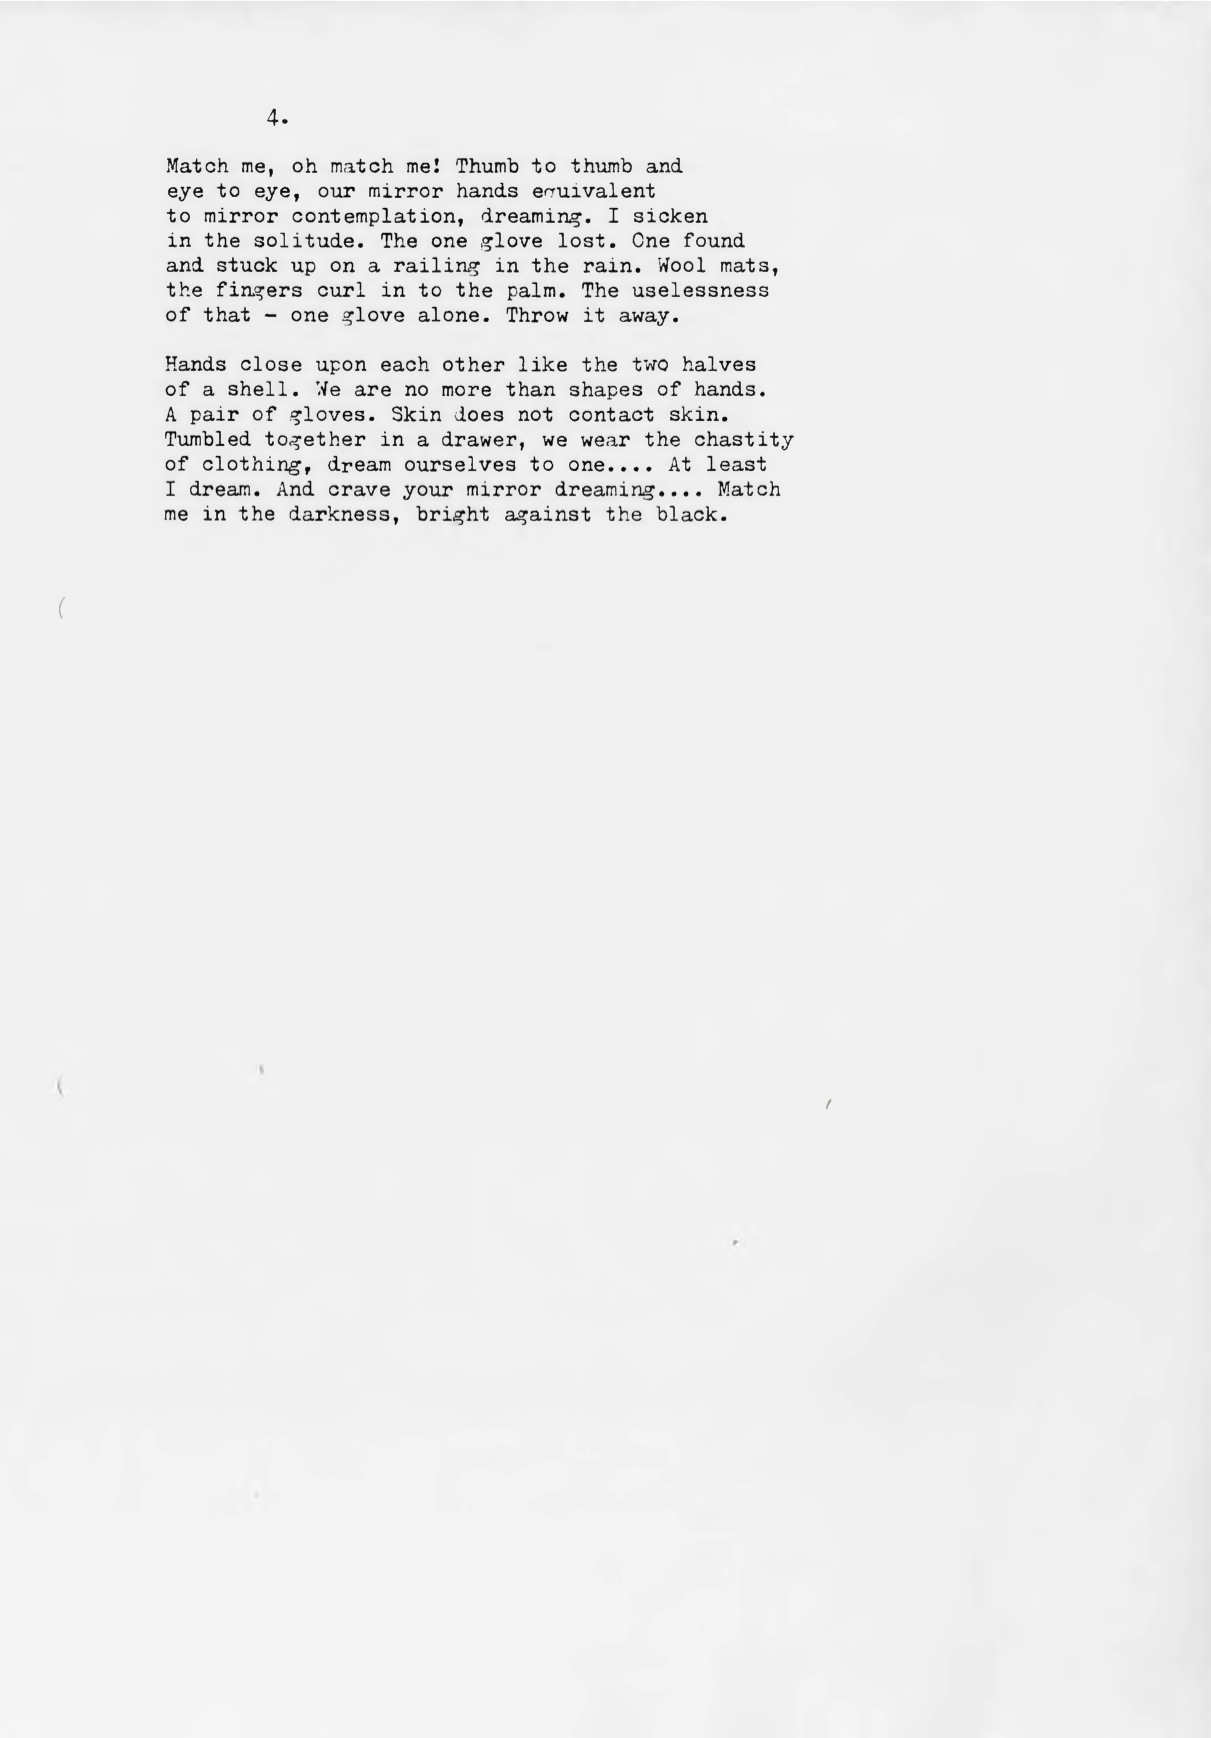 4.
Match me, oh match me! Thumb to thumb and
eye to eye, our mirror hands equivalent
to mirror contemplation, dreaming. I sicken
in the solitude. The one glove lost. One found
and stuck up on a railing in the rain. Wool mats,
the fingers curl in to the palm. The uselessness
of that - one glove alone. Throw it away.
Hands close upon each other like the two halves
of a shell. We are no more than shapes of hands.
A pair of gloves. Skin does not contact skin.
Tumbled together in a drawer, we wear the chastity
of clothing, dream ourselves to one.... At least
I dream. And crave your mirror dreaming.... Match
me in the darkness, bright against the black.